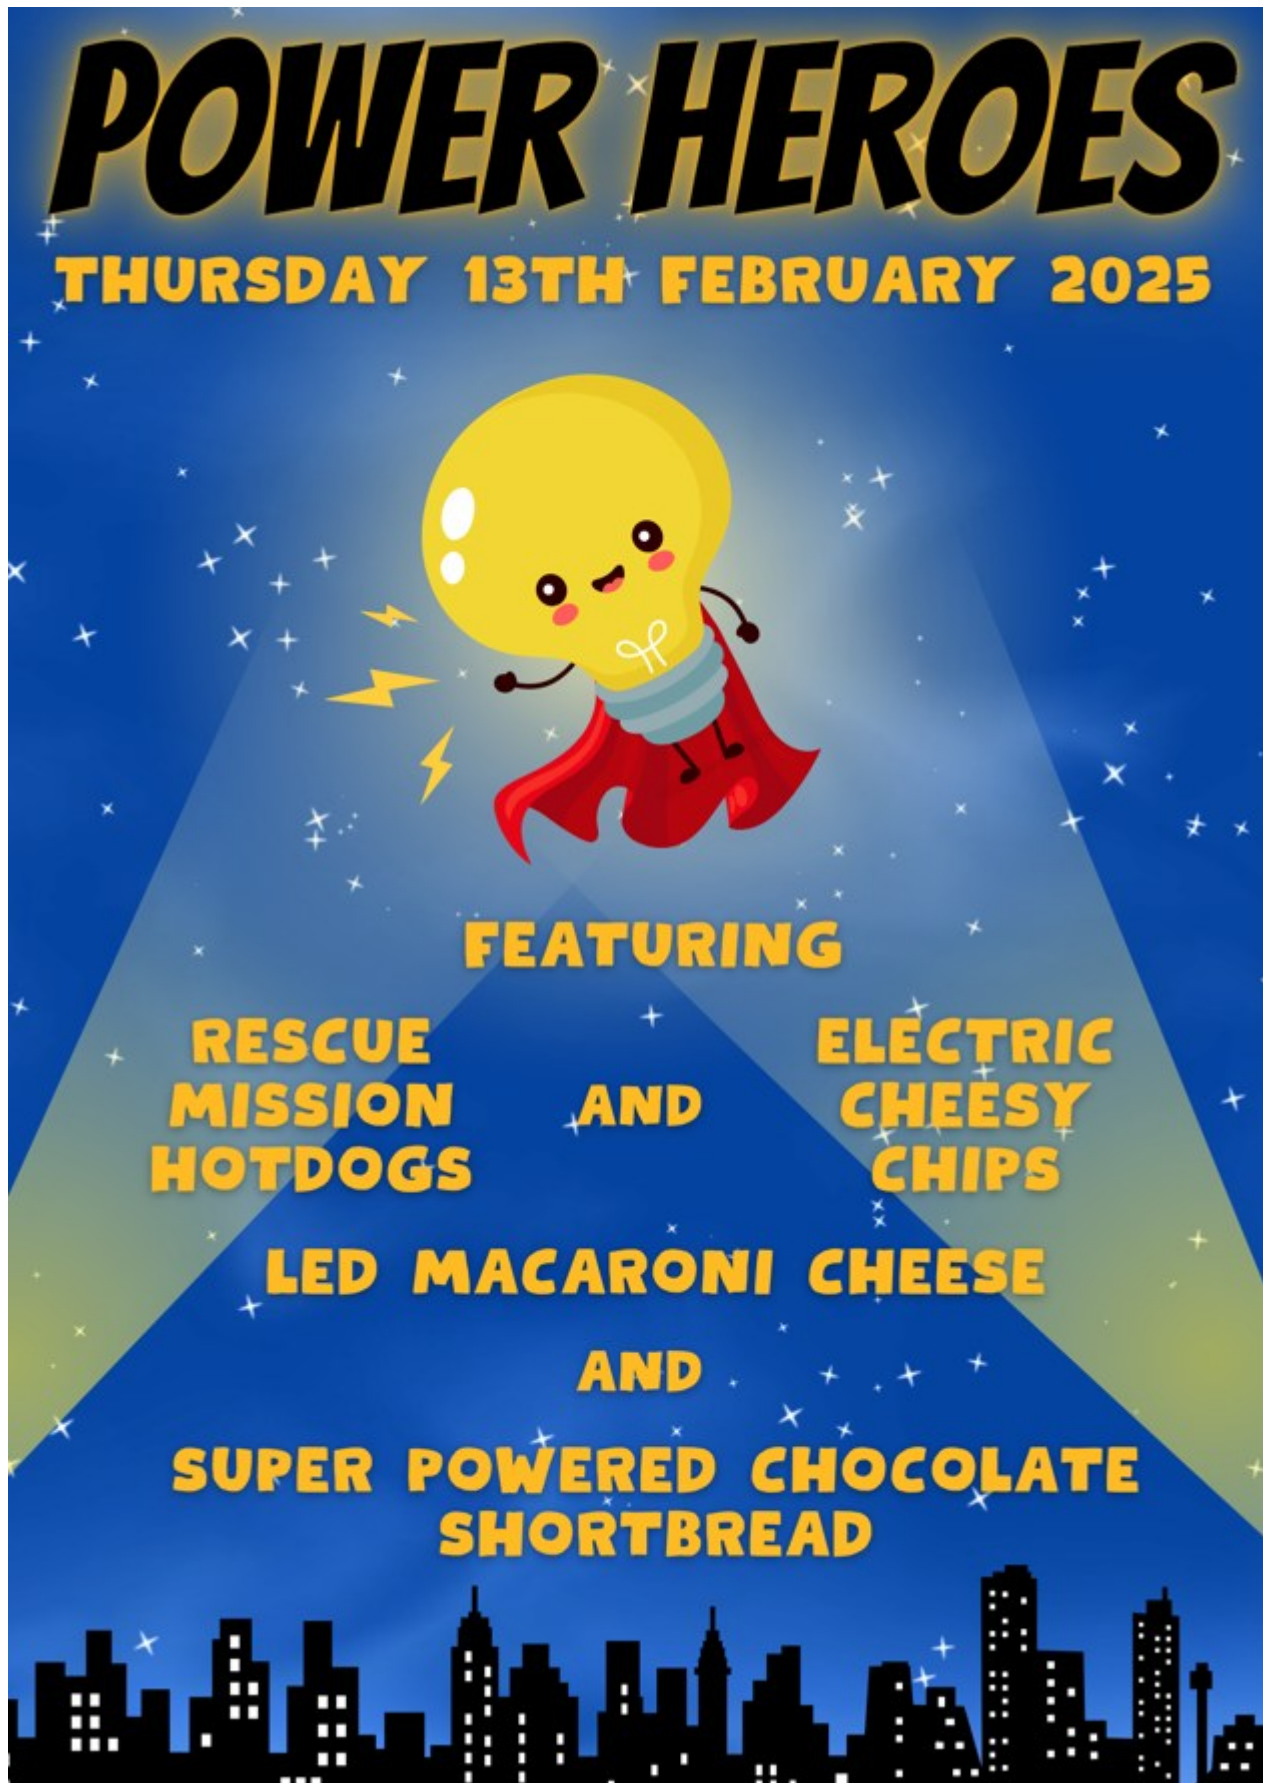 POWER HEROES
THURSDAY 13TH FEBRUARY 2025
FEATURING
RESCUE
MISSION
HOTDOGS
AND
ELECTRIC
CHEESY
CHIPS
LED MACARONI CHEESE
AND
SUPER POWERED CHOCOLATE
SHORTBREAD